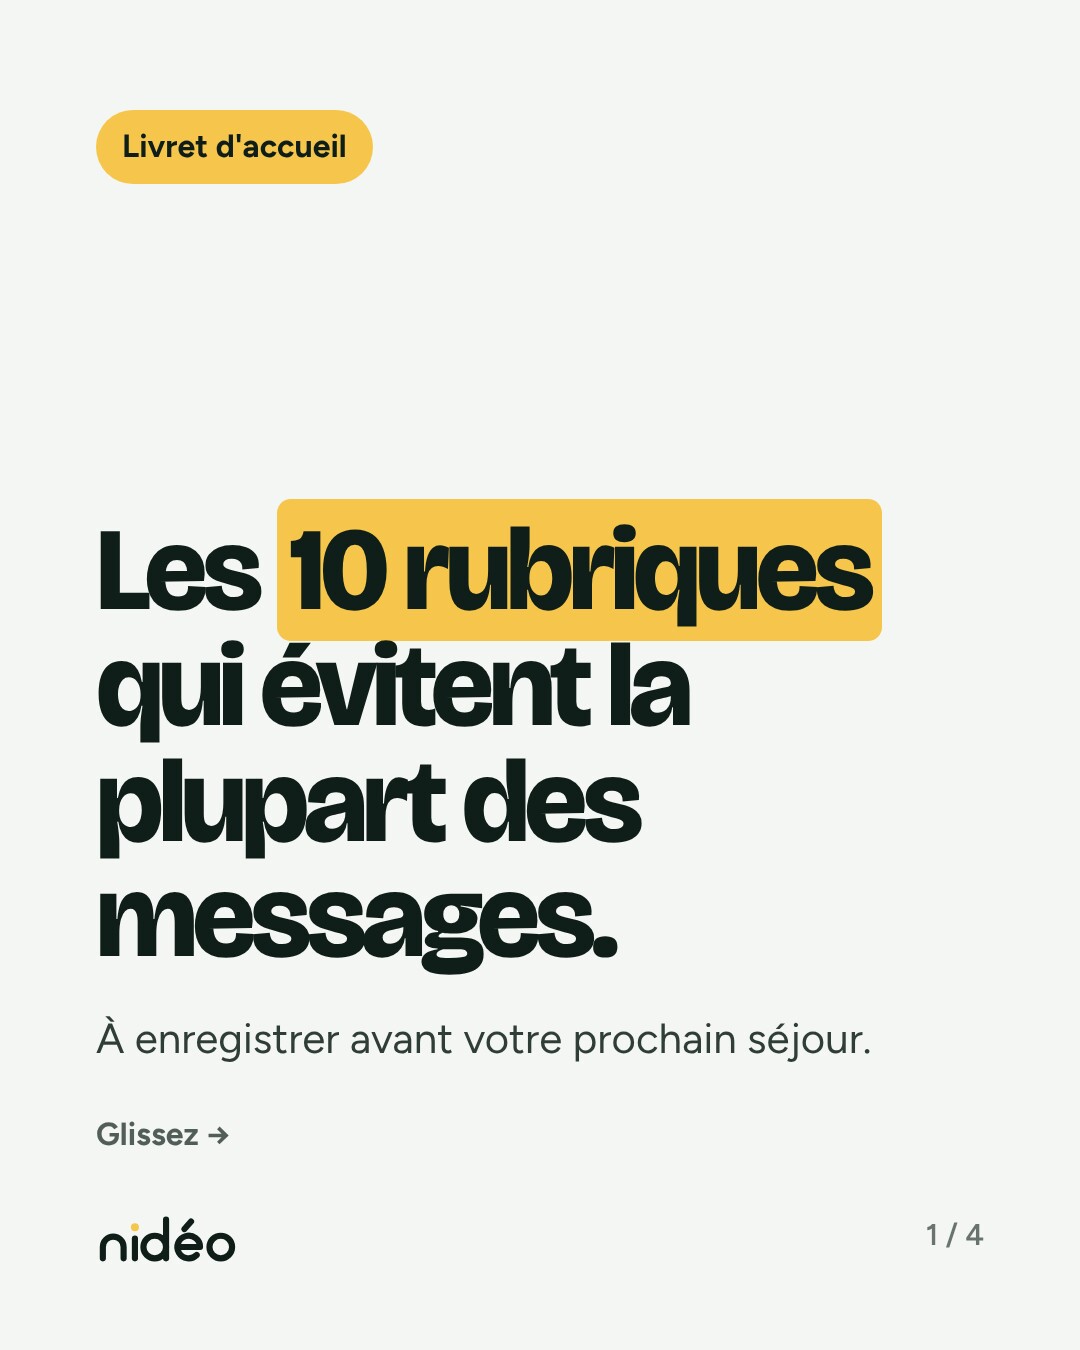 Livret d'accueil
Les 10 rubriques
qui évitent la
plupart des
messages.
À enregistrer avant votre prochain séjour.
Glissez →
nidéo
1 / 4